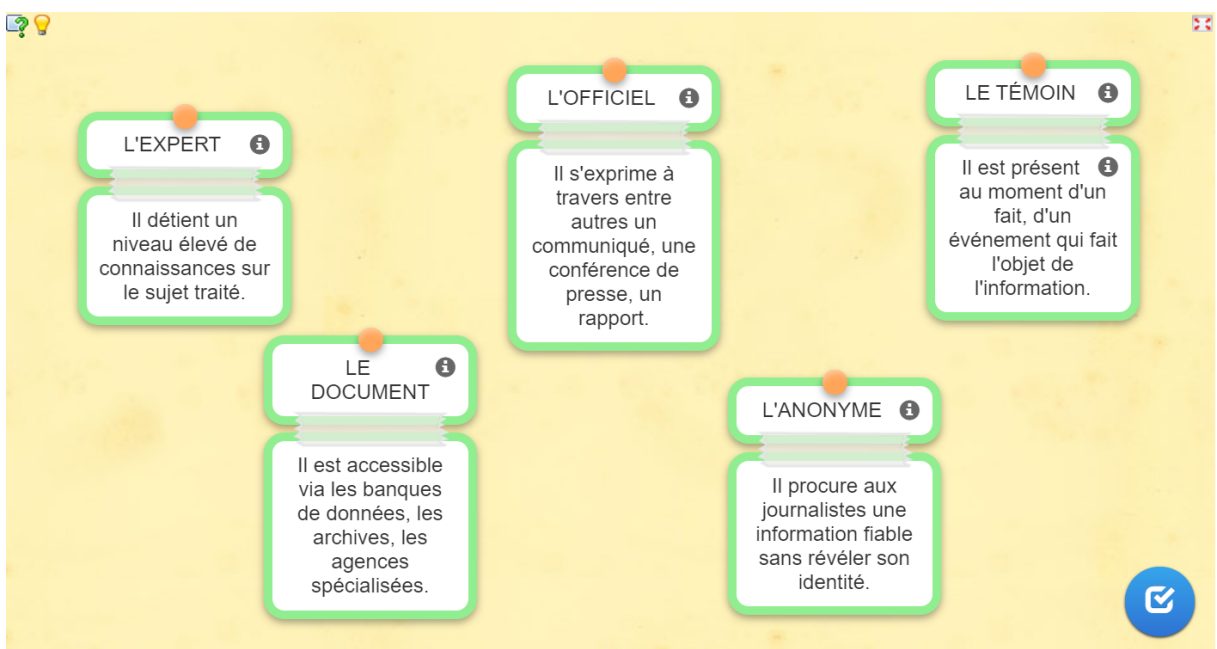 L'EXPERT
Il détient un
niveau élevé de
connaissances sur
le sujet traité.
L'OFFICIEL
Il s'exprime à
travers entre
autres un
communiqué, une
conférence de
presse, un
rapport.
LE TÉMOIN
Il est présent
au moment d'un
fait, d'un
événement qui fait
l'objet de
l'information.
LE
DOCUMENT
Il est accessible
via les banques
de données, les
archives, les
agences
spécialisées.
L'ANONYME
Il procure aux
journalistes une
information fiable
sans révéler son
identité.